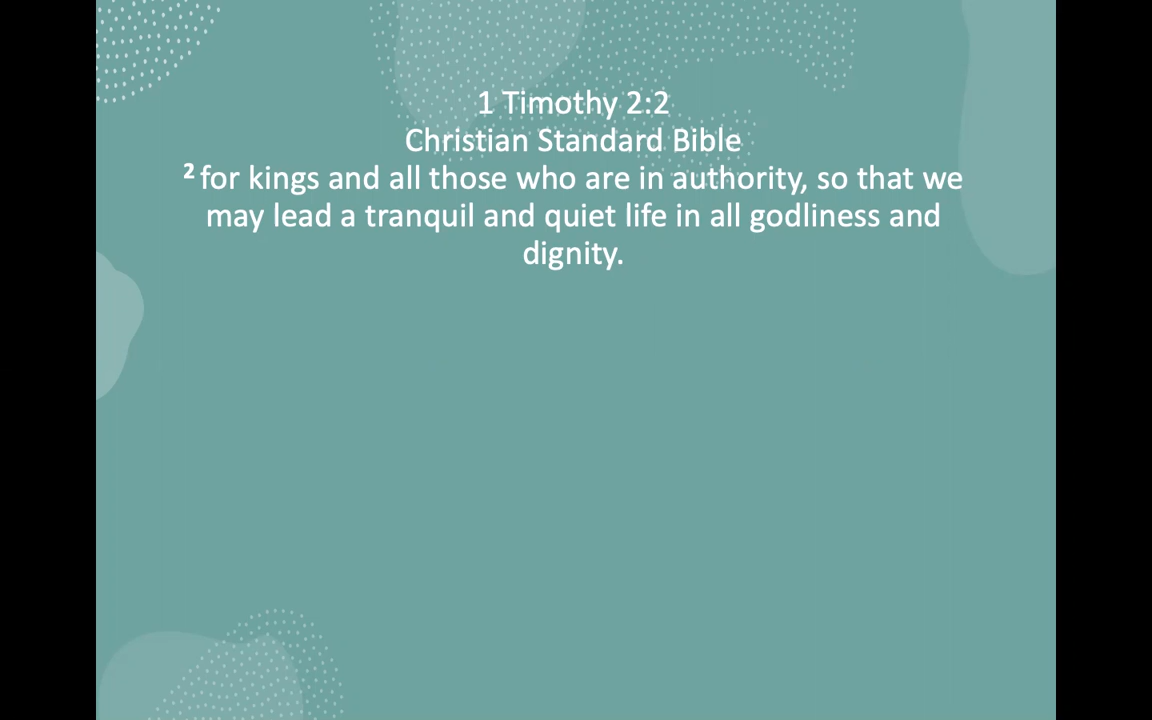 1 Timothy 2:2
Christian Standard Bible
² for kings and all those who are in authority, so that we
may lead a tranquil and quiet life in all godliness and
dignity.